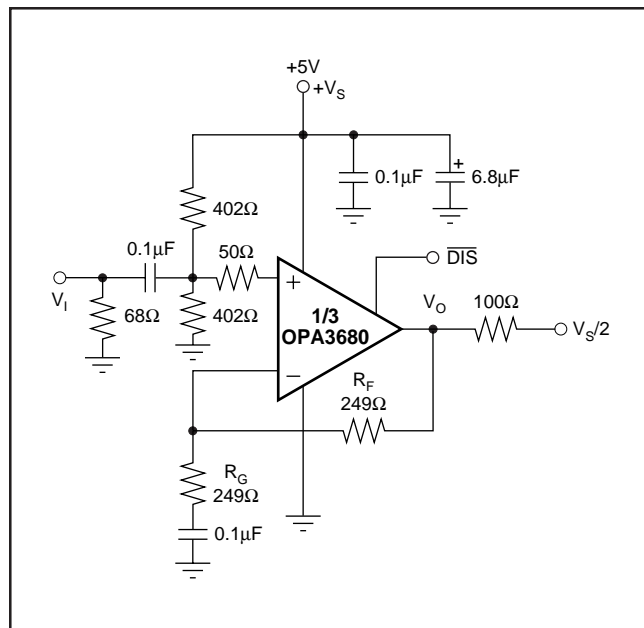 +5V
+V_S
0.1µF
+
6.8µF
402Ω
0.1µF
50Ω
DIS
V_I
68Ω
402Ω
+
1/3
OPA3680
−
V_O
100Ω
V_S/2
R_F
249Ω
R_G
249Ω
0.1µF